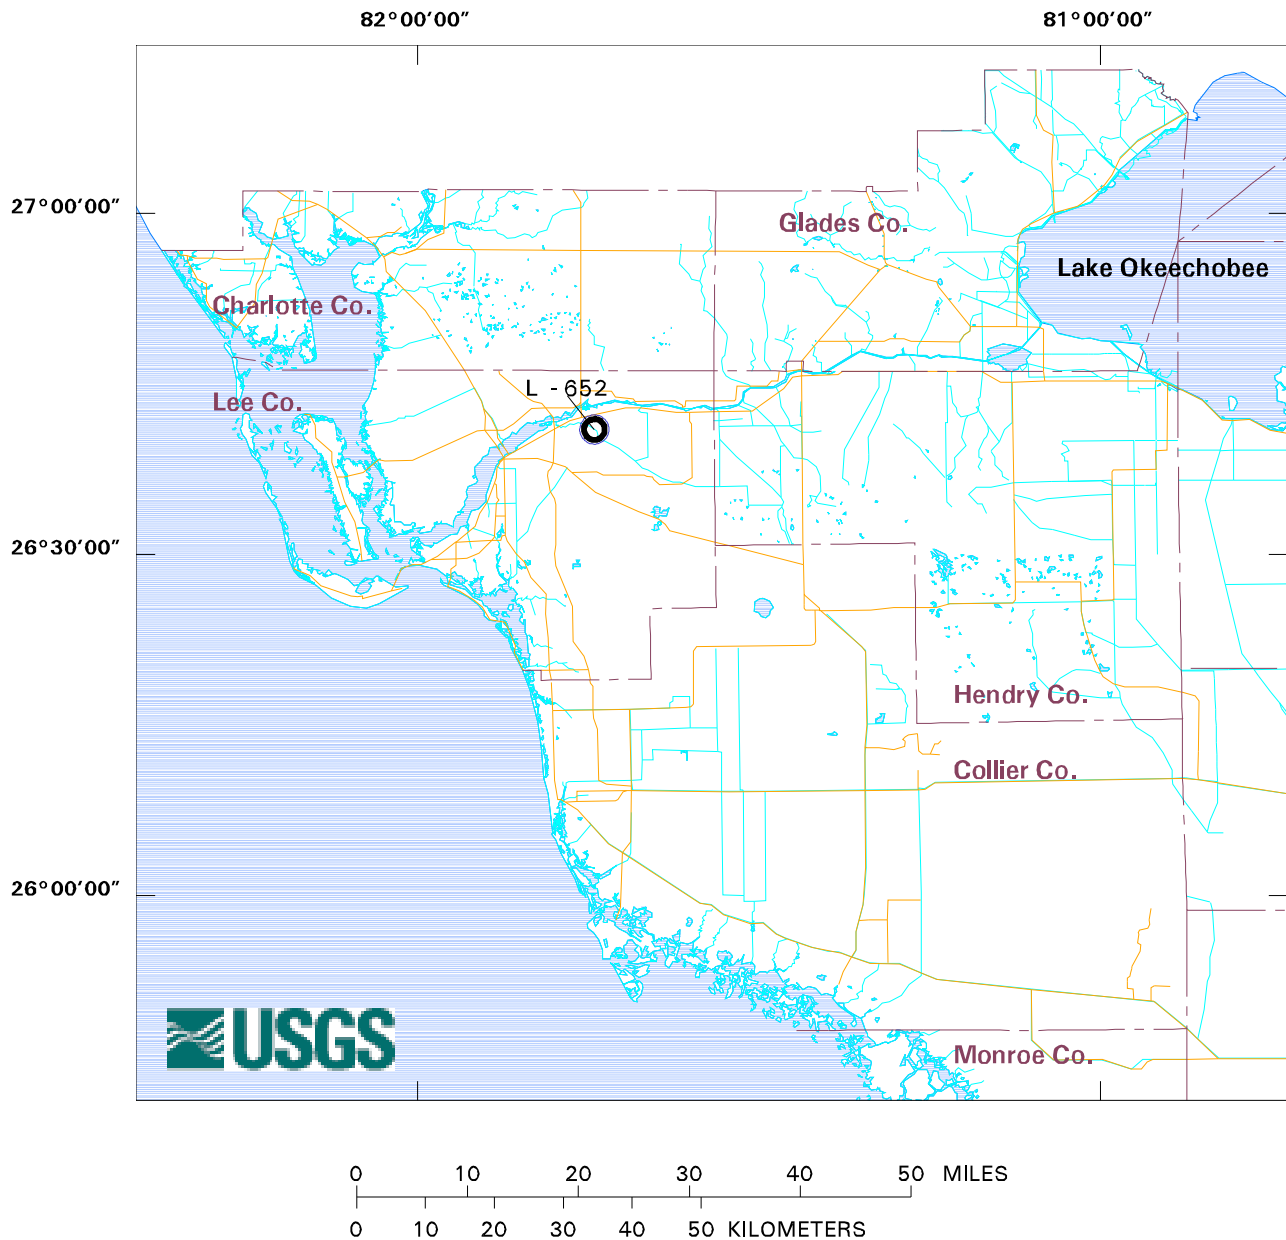 82°00'00" 81°00'00"
27°00'00"
Glades Co.
Lake Okeechobee
Charlotte Co.
L - 652
Lee Co.
26°30'00"
Hendry Co.
Collier Co.
26°00'00"
USGS
Monroe Co.
0 10 20 30 40 50 MILES
0 10 20 30 40 50 KILOMETERS